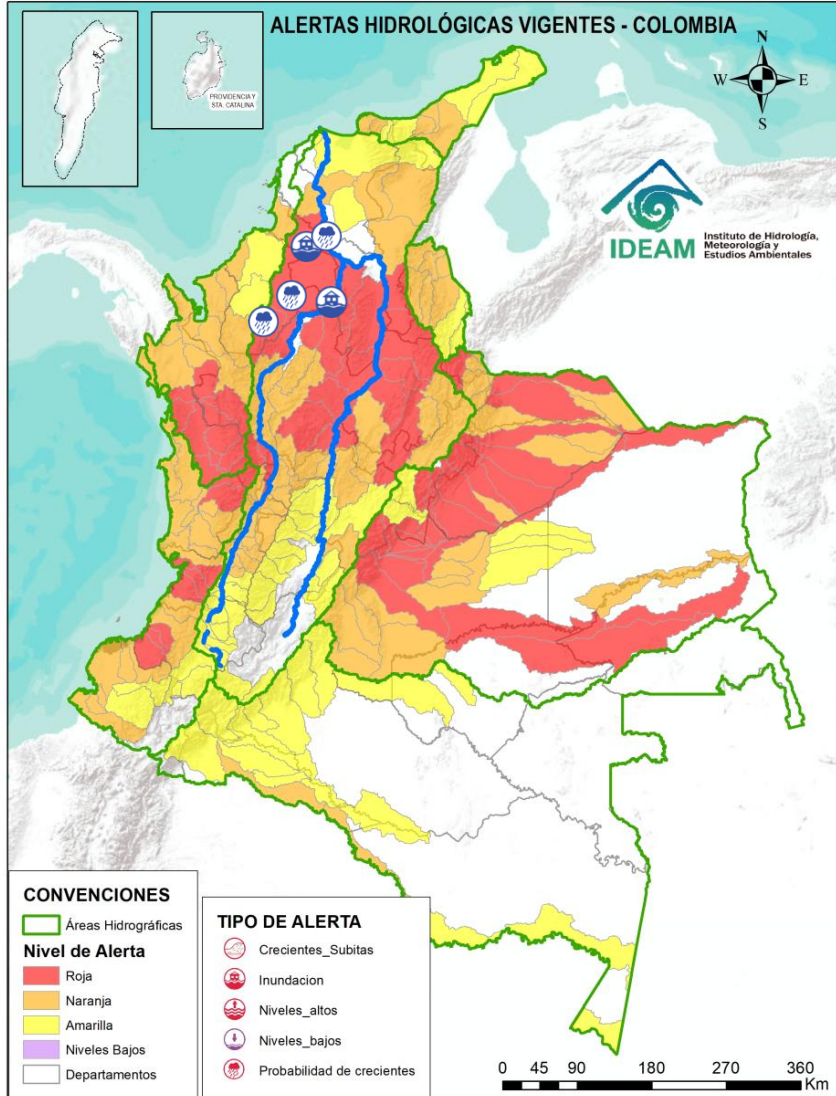 ALERTAS HIDROLÓGICAS VIGENTES - COLOMBIA
PROVIDENCIA Y
STA. CATALINA
N
W
E
S
IDEAM
Instituto de Hidrología,
Meteorología y
Estudios Ambientales
CONVENCIONES
Áreas Hidrográficas
Nivel de Alerta
Roja
Naranja
Amarilla
Niveles Bajos
Departamentos
TIPO DE ALERTA
Crecientes_Subitas
Inundacion
Niveles_altos
Niveles_bajos
Probabilidad de crecientes
0 45 90 180 270 360
Km